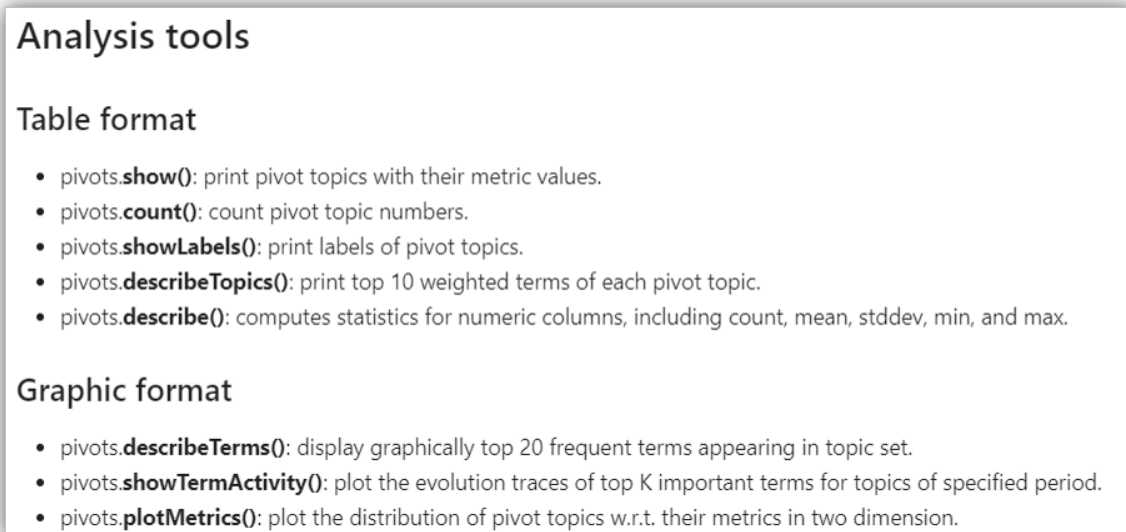 Analysis tools
Table format
• pivots.show(): print pivot topics with their metric values.
• pivots.count(): count pivot topic numbers.
• pivots.showLabels(): print labels of pivot topics.
• pivots.describeTopics(): print top 10 weighted terms of each pivot topic.
• pivots.describe(): computes statistics for numeric columns, including count, mean, stddev, min, and max.
Graphic format
• pivots.describeTerms(): display graphically top 20 frequent terms appearing in topic set.
• pivots.showTermActivity(): plot the evolution traces of top K important terms for topics of specified period.
• pivots.plotMetrics(): plot the distribution of pivot topics w.r.t. their metrics in two dimension.